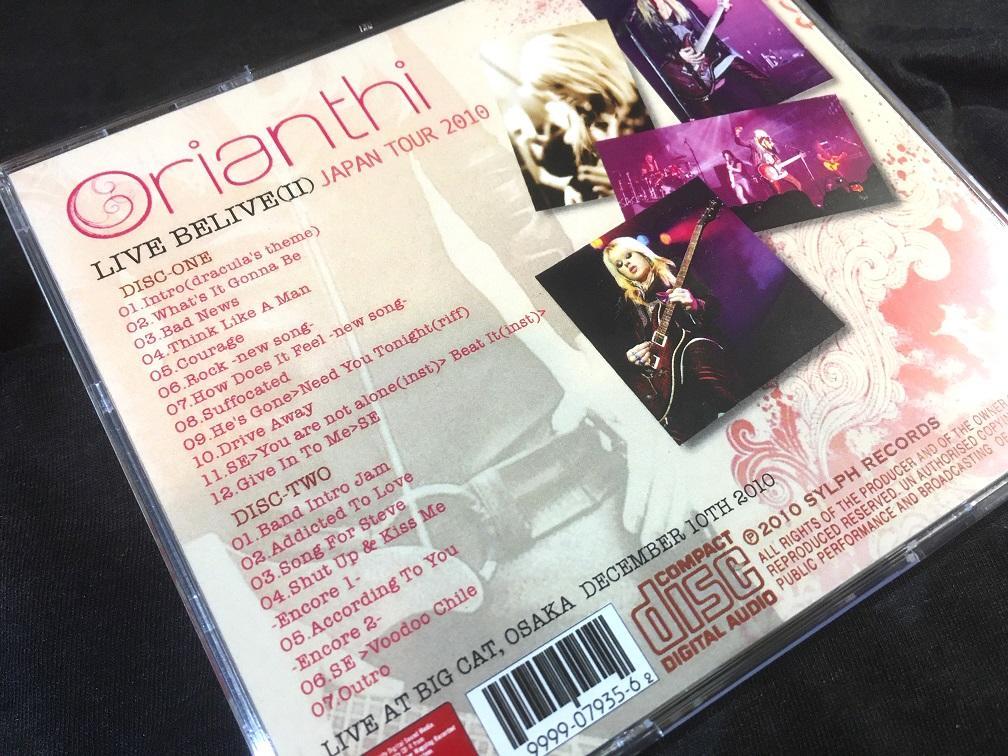 Orianthi
LIVE BELIVE(II) JAPAN TOUR 2010
DISC-ONE
01.Intro(dracula's theme)
02.What's It Gonna Be
03.Bad News
04.Think Like A Man
05.Courage
06.Rock -new song-
07.How Does It Feel -new song-
08.Suffocated
09.He's Gone>Need You Tonight(riff)
10.Drive Away
11.SE>You are not alone(inst)> Beat It(inst)>
12.Give In To Me>SE
DISC-TWO
01.Band Intro Jam
02.Addicted To Love
03.Song For Steve
04.Shut Up & Kiss Me
-Encore 1-
05.According To You
-Encore 2-
06.SE >Voodoo Chile
07.Outro
LIVE AT BIG CAT, OSAKA DECEMBER 10TH 2010
9999-07935-6 2
COMPACT
disc
DIGITAL AUDIO
℗2010 SYLPH RECORDS
ALL RIGHTS OF THE PRODUCER AND OF THE
REPRODUCED RESERVED. UN AUTHORISED
PUBLIC PERFORMANCE AND BROADCASTING